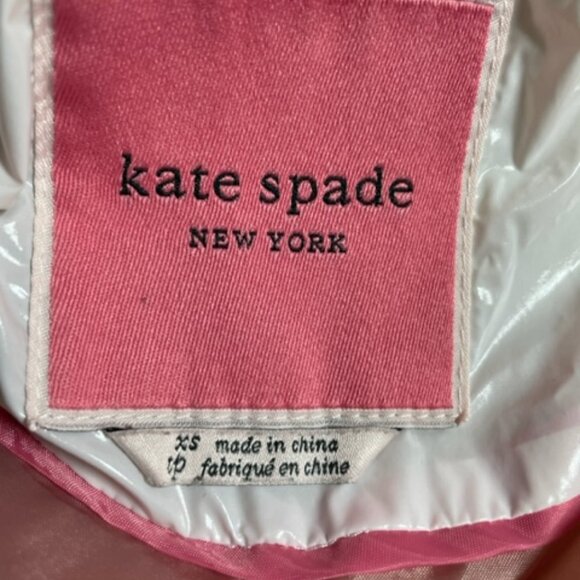 kate spade
NEW YORK
xs made in china
tp fabriqué en chine